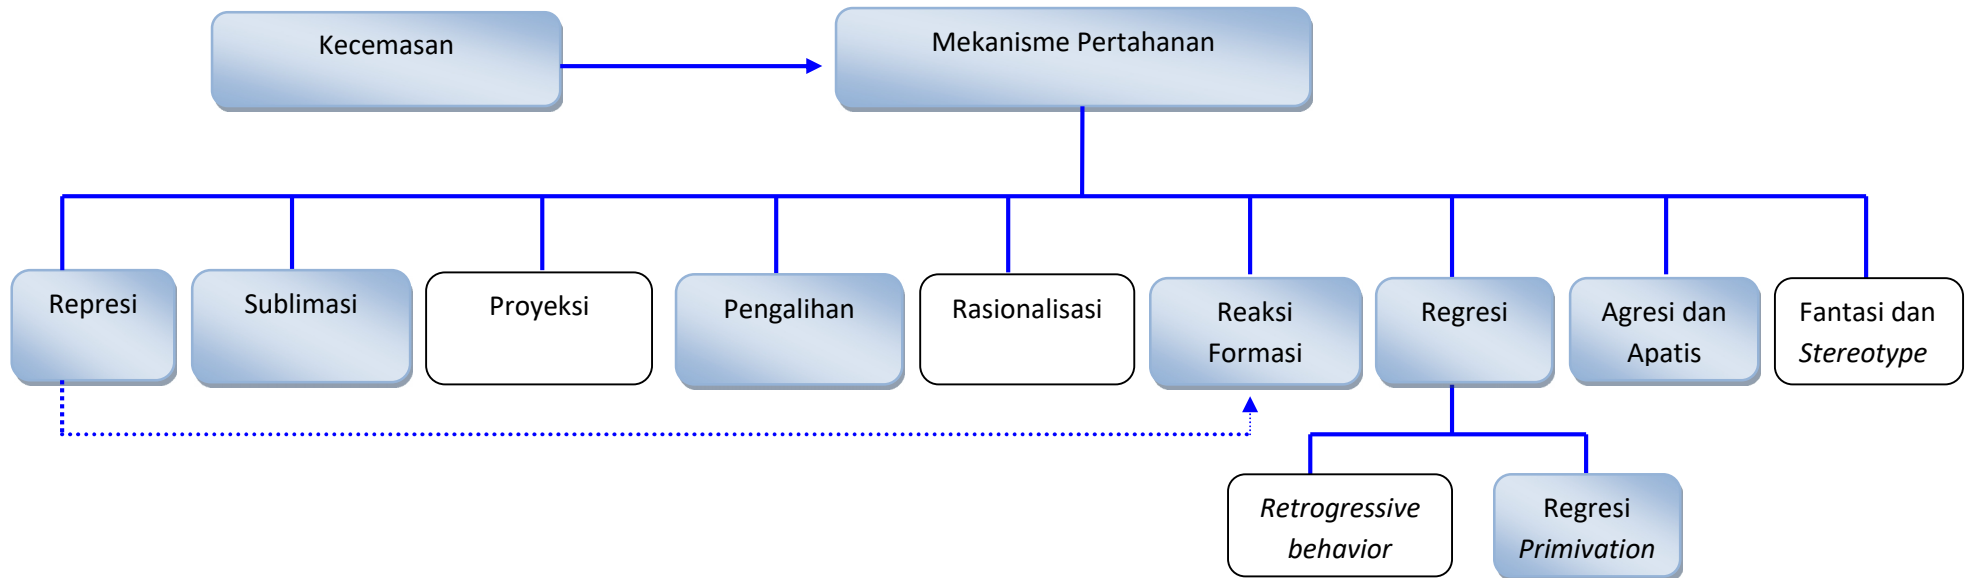 Kecemasan
Mekanisme Pertahanan
Represi
Sublimasi
Proyeksi
Pengalihan
Rasionalisasi
Reaksi
Formasi
Regresi
Agresi dan
Apatis
Fantasi dan
Stereotype
Retrogressive
behavior
Regresi
Primivation